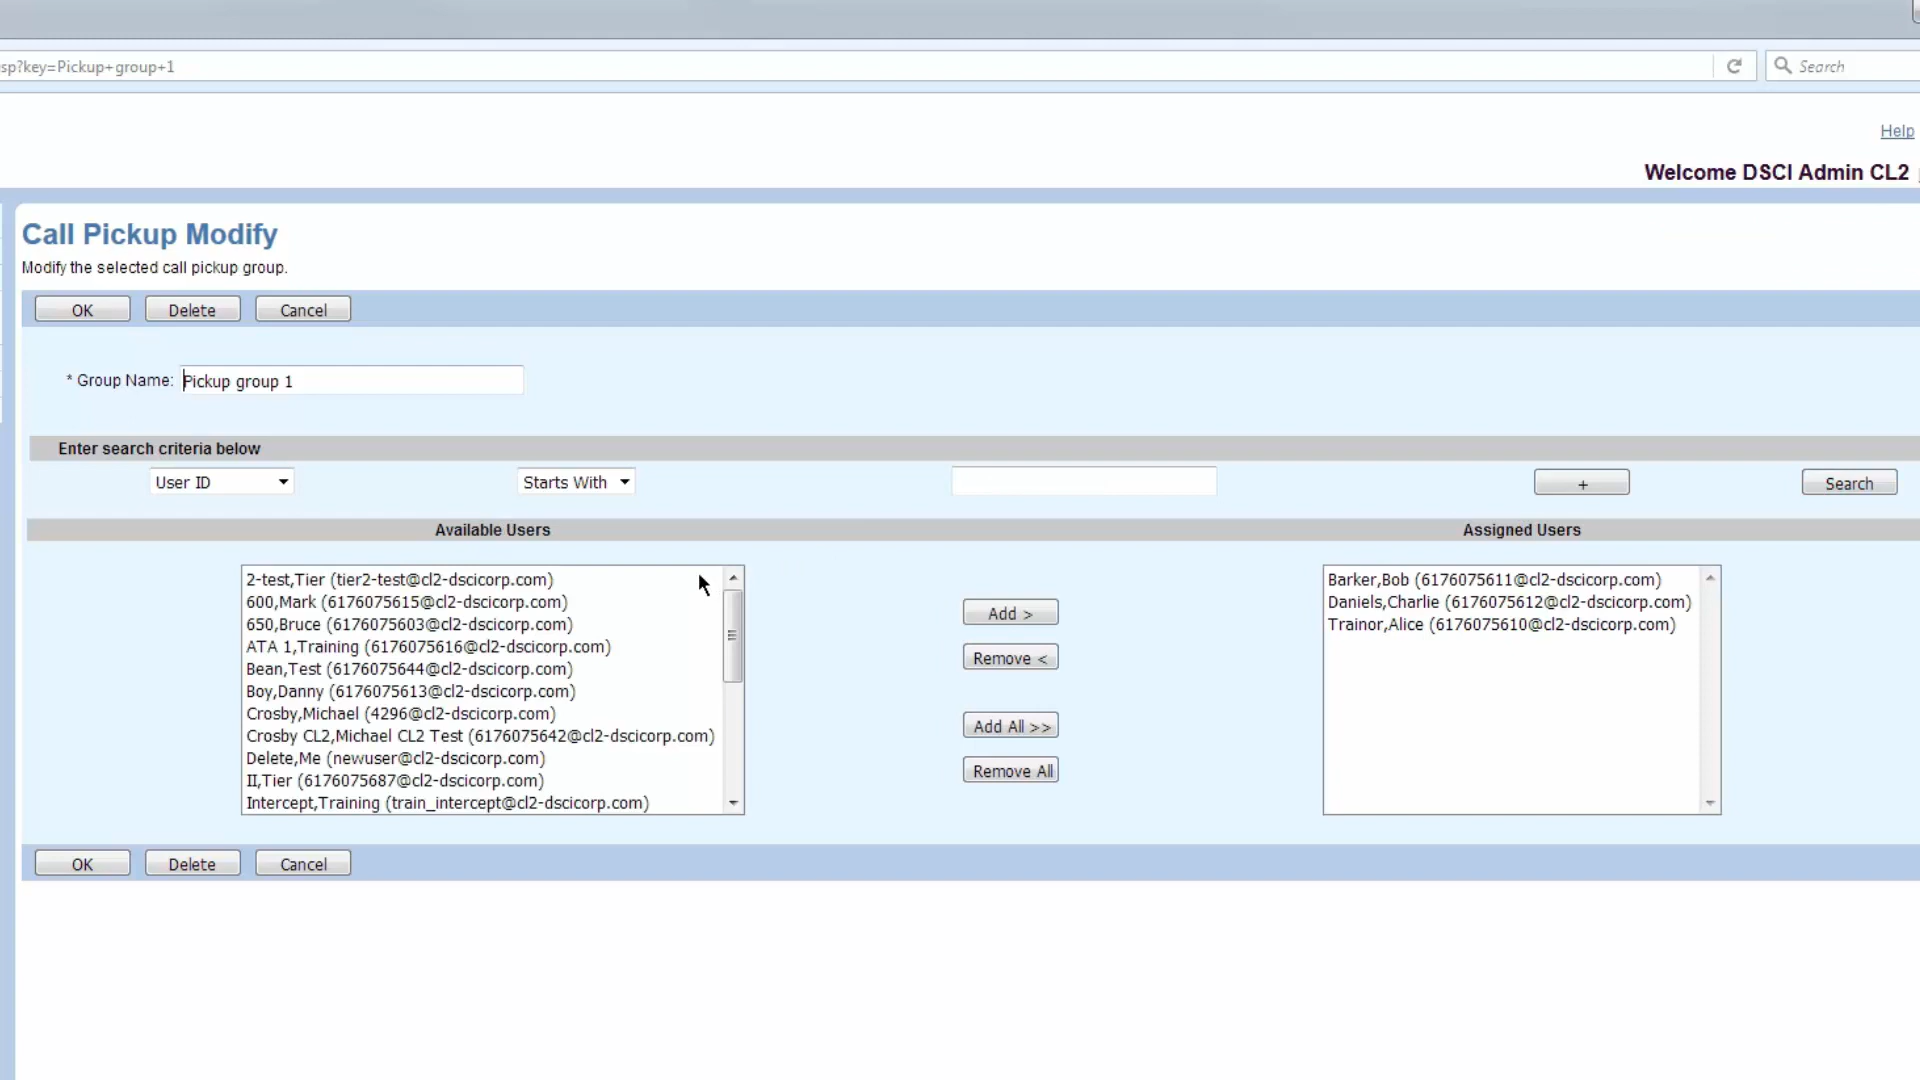 sp?key=Pickup+group+1
Search
Help
Welcome DSCI Admin CL2
Call Pickup Modify
Modify the selected call pickup group.
OK Delete Cancel
* Group Name: Pickup group 1
Enter search criteria below
User ID Starts With + Search
Available Users Assigned Users
2-test,Tier (tier2-test@cl2-dscicorp.com)
600,Mark (6176075615@cl2-dscicorp.com)
650,Bruce (6176075603@cl2-dscicorp.com)
ATA 1,Training (6176075616@cl2-dscicorp.com)
Bean,Test (6176075644@cl2-dscicorp.com)
Boy,Danny (6176075613@cl2-dscicorp.com)
Crosby,Michael (4296@cl2-dscicorp.com)
Crosby CL2,Michael CL2 Test (6176075642@cl2-dscicorp.com)
Delete,Me (newuser@cl2-dscicorp.com)
II,Tier (6176075687@cl2-dscicorp.com)
Intercept,Training (train_intercept@cl2-dscicorp.com)
Add >
Remove <
Add All >>
Remove All
Barker,Bob (6176075611@cl2-dscicorp.com)
Daniels,Charlie (6176075612@cl2-dscicorp.com)
Trainor,Alice (6176075610@cl2-dscicorp.com)
OK Delete Cancel